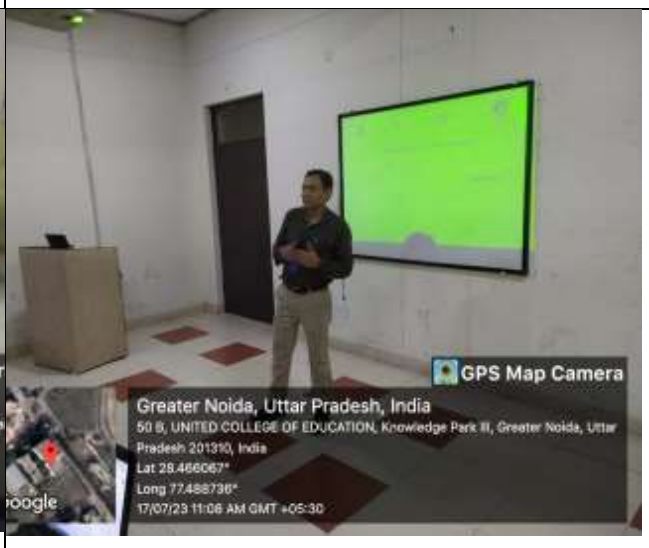 GPS Map Camera
Greater Noida, Uttar Pradesh, India
50 B, UNITED COLLEGE OF EDUCATION, Knowledge Park III, Greater Noida, Uttar
Pradesh 201310, India
Lat 28.466067°
Long 77.488736°
17/07/23 11:06 AM GMT +05:30
Google